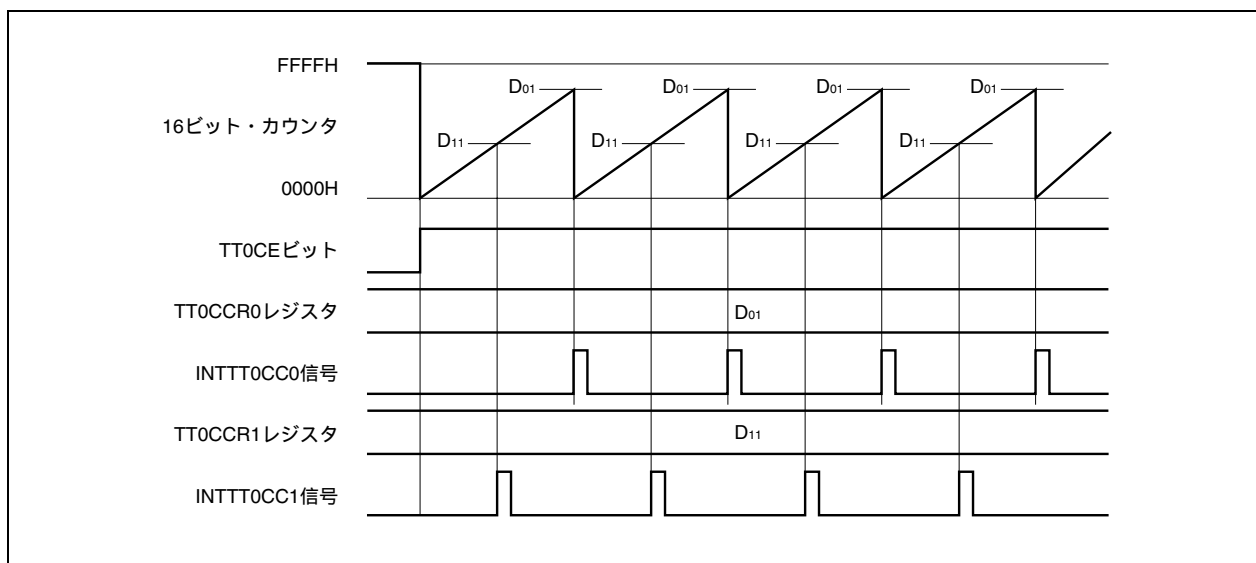 FFFFH
D01 D01 D01 D01
16ビット・カウンタ
D11 D11 D11 D11
0000H
TT0CEビット
TT0CCR0レジスタ
D01
INTTT0CC0信号
TT0CCR1レジスタ
D11
INTTT0CC1信号